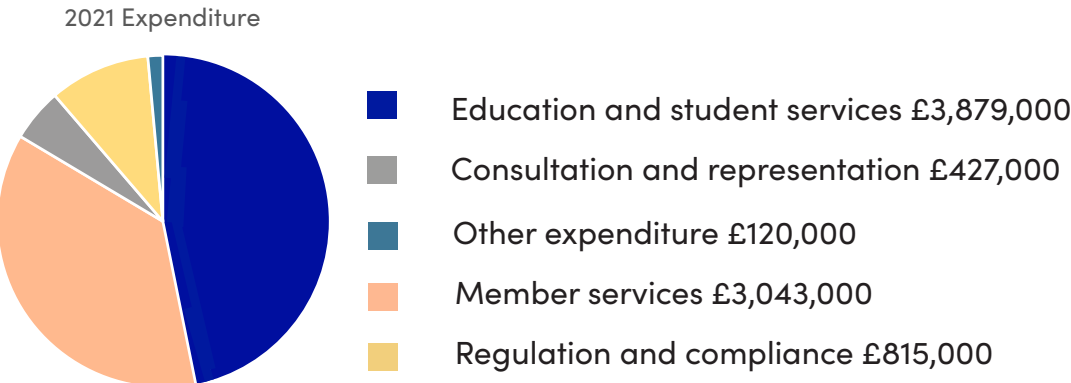 2021 Expenditure
Education and student services £3,879,000
Consultation and representation £427,000
Other expenditure £120,000
Member services £3,043,000
Regulation and compliance £815,000